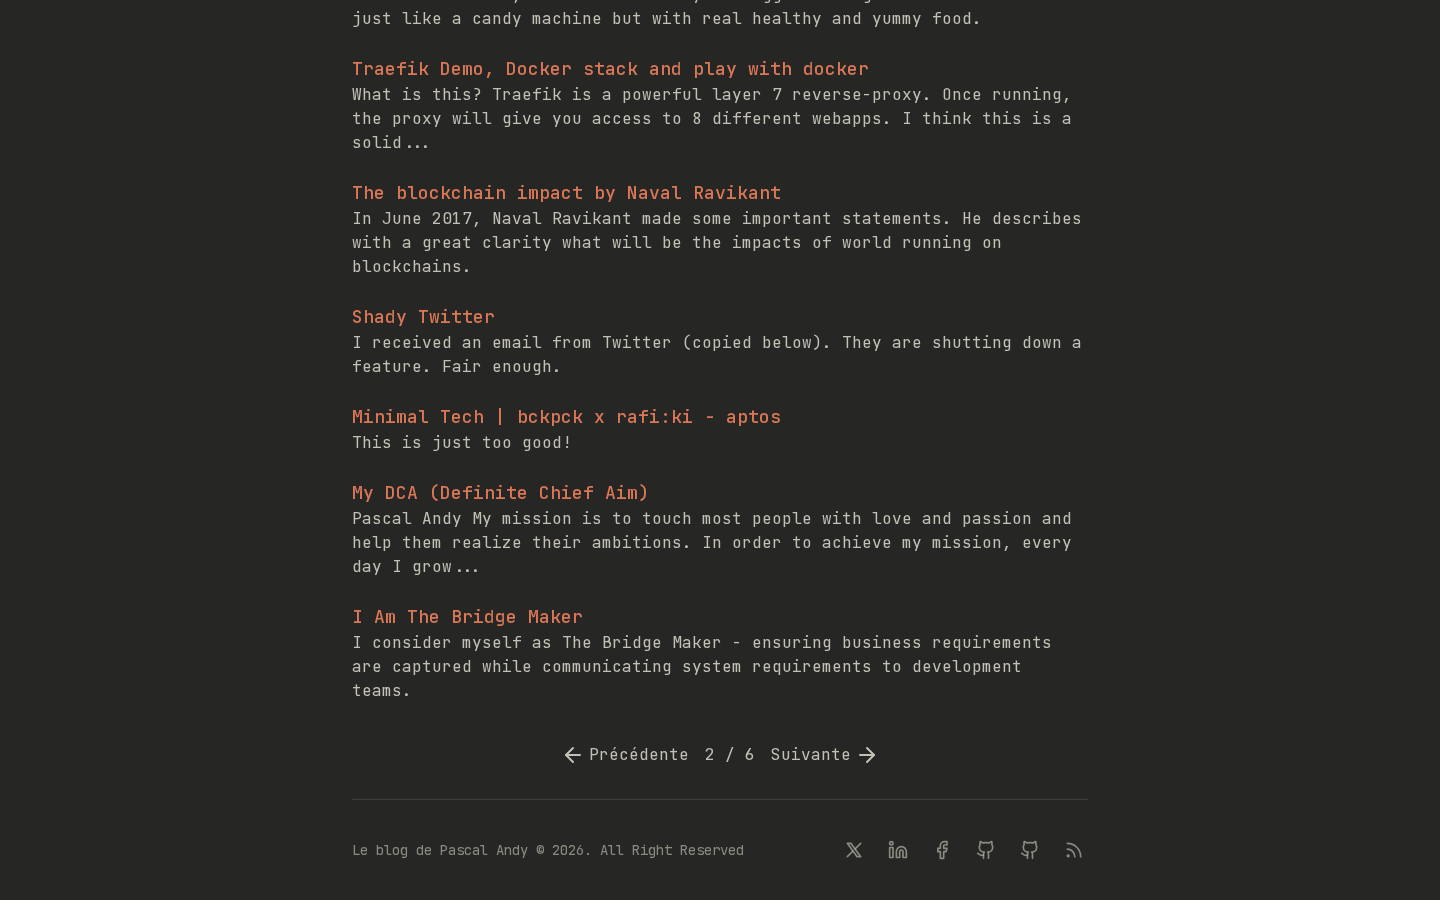 just like a candy machine but with real healthy and yummy food.
Traefik Demo, Docker stack and play with docker
What is this? Traefik is a powerful layer 7 reverse-proxy. Once running,
the proxy will give you access to 8 different webapps. I think this is a
solid...
The blockchain impact by Naval Ravikant
In June 2017, Naval Ravikant made some important statements. He describes
with a great clarity what will be the impacts of world running on
blockchains.
Shady Twitter
I received an email from Twitter (copied below). They are shutting down a
feature. Fair enough.
Minimal Tech | bckpck x rafi:ki - aptos
This is just too good!
My DCA (Definite Chief Aim)
Pascal Andy My mission is to touch most people with love and passion and
help them realize their ambitions. In order to achieve my mission, every
day I grow...
I Am The Bridge Maker
I consider myself as The Bridge Maker - ensuring business requirements
are captured while communicating system requirements to development
teams.
Précédente 2 / 6 Suivante
Le blog de Pascal Andy © 2026. All Right Reserved